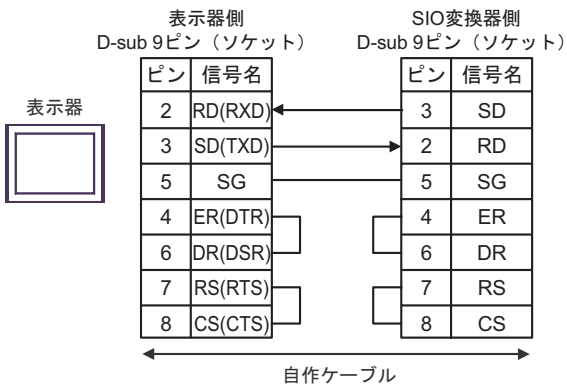 表示器側
D-sub 9ピン（ソケット）
SIO変換器側
D-sub 9ピン（ソケット）
表示器
ピン 信号名 ピン 信号名
2 RD(RXD) 3 SD
3 SD(TXD) 2 RD
5 SG 5 SG
4 ER(DTR) 4 ER
6 DR(DSR) 6 DR
7 RS(RTS) 7 RS
8 CS(CTS) 8 CS
自作ケーブル